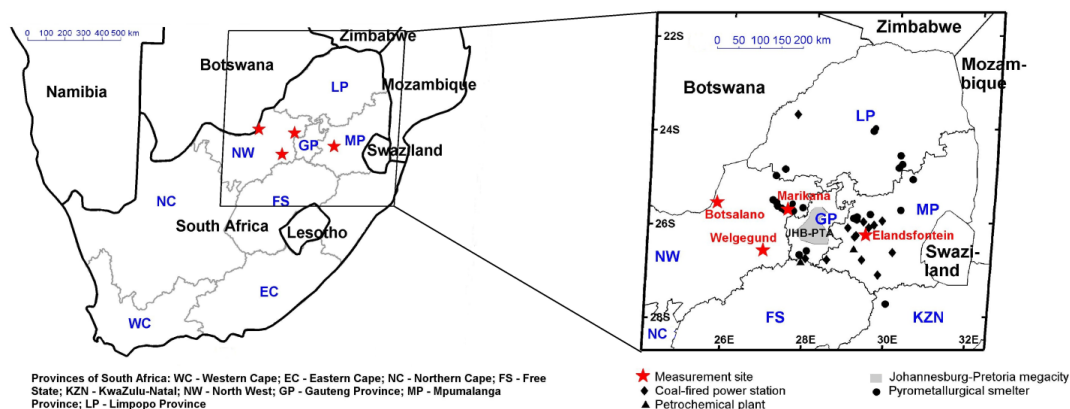 0 100 200 300 400 500 km
Zimbabwe
Botswana
Mozambique
Namibia
LP
NW
GP
MP
Swaziland
NC
FS
South Africa
Lesotho
EC
WC
Provinces of South Africa: WC - Western Cape; EC - Eastern Cape; NC - Northern Cape; FS - Free
State; KZN - KwaZulu-Natal; NW - North West; GP - Gauteng Province; MP - Mpumalanga
Province; LP - Limpopo Province
Zimbabwe
22S
0 50 100 150 200 km
Mozam-
bique
Botswana
24S
LP
Marikana
Botsalano
GP
MP
26S
JHB-PTA
Elandsfontein
Welgegund
Swazi-
land
NW
28S
FS
KZN
NC
26E
28E
30E
32E
Measurement site
Coal-fired power station
Petrochemical plant
Johannesburg-Pretoria megacity
Pyrometallurgical smelter